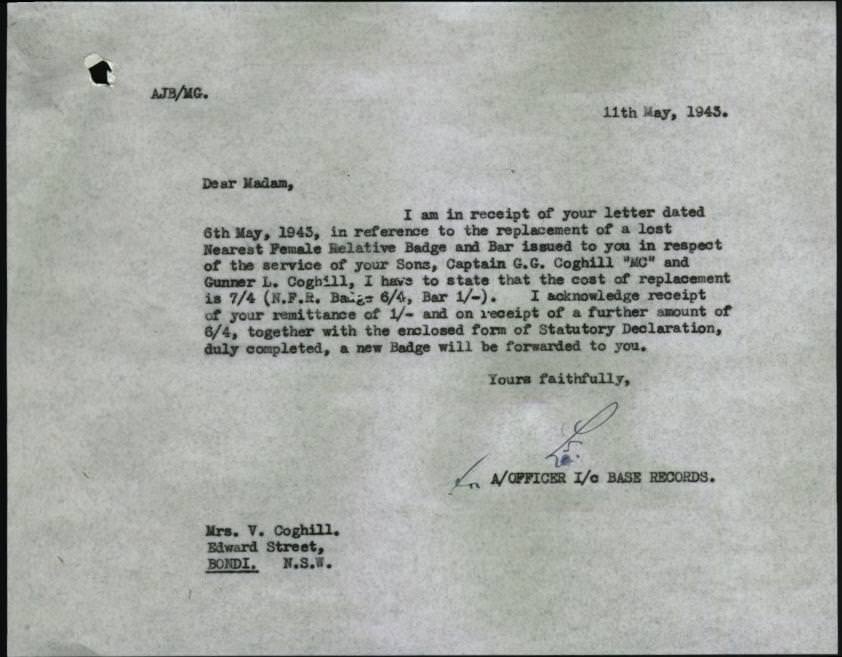 AJB/MG.
11th May, 1943.
Dear Madam,
I am in receipt of your letter dated
6th May, 1943, in reference to the replacement of a lost
Nearest Female Relative Badge and Bar issued to you in respect
of the service of your Sons, Captain G.G. Coghill "MC" and
Gunner L. Coghill, I have to state that the cost of replacement
is 7/4 (N.F.R. Badge 6/4, Bar 1/-). I acknowledge receipt
of your remittance of 1/- and on receipt of a further amount of
6/4, together with the enclosed form of Statutory Declaration,
duly completed, a new Badge will be forwarded to you.
Yours faithfully,
for A/OFFICER I/c BASE RECORDS.
Mrs. V. Coghill.
Edward Street,
BONDI. N.S.W.